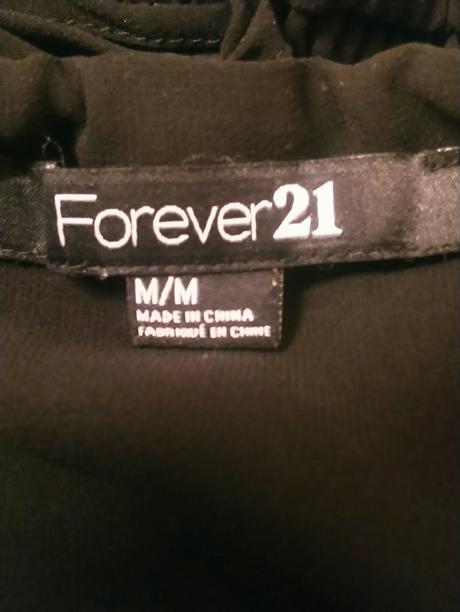 Forever21
M/M
MADE IN CHINA
FABRIQUÉ EN CHINE